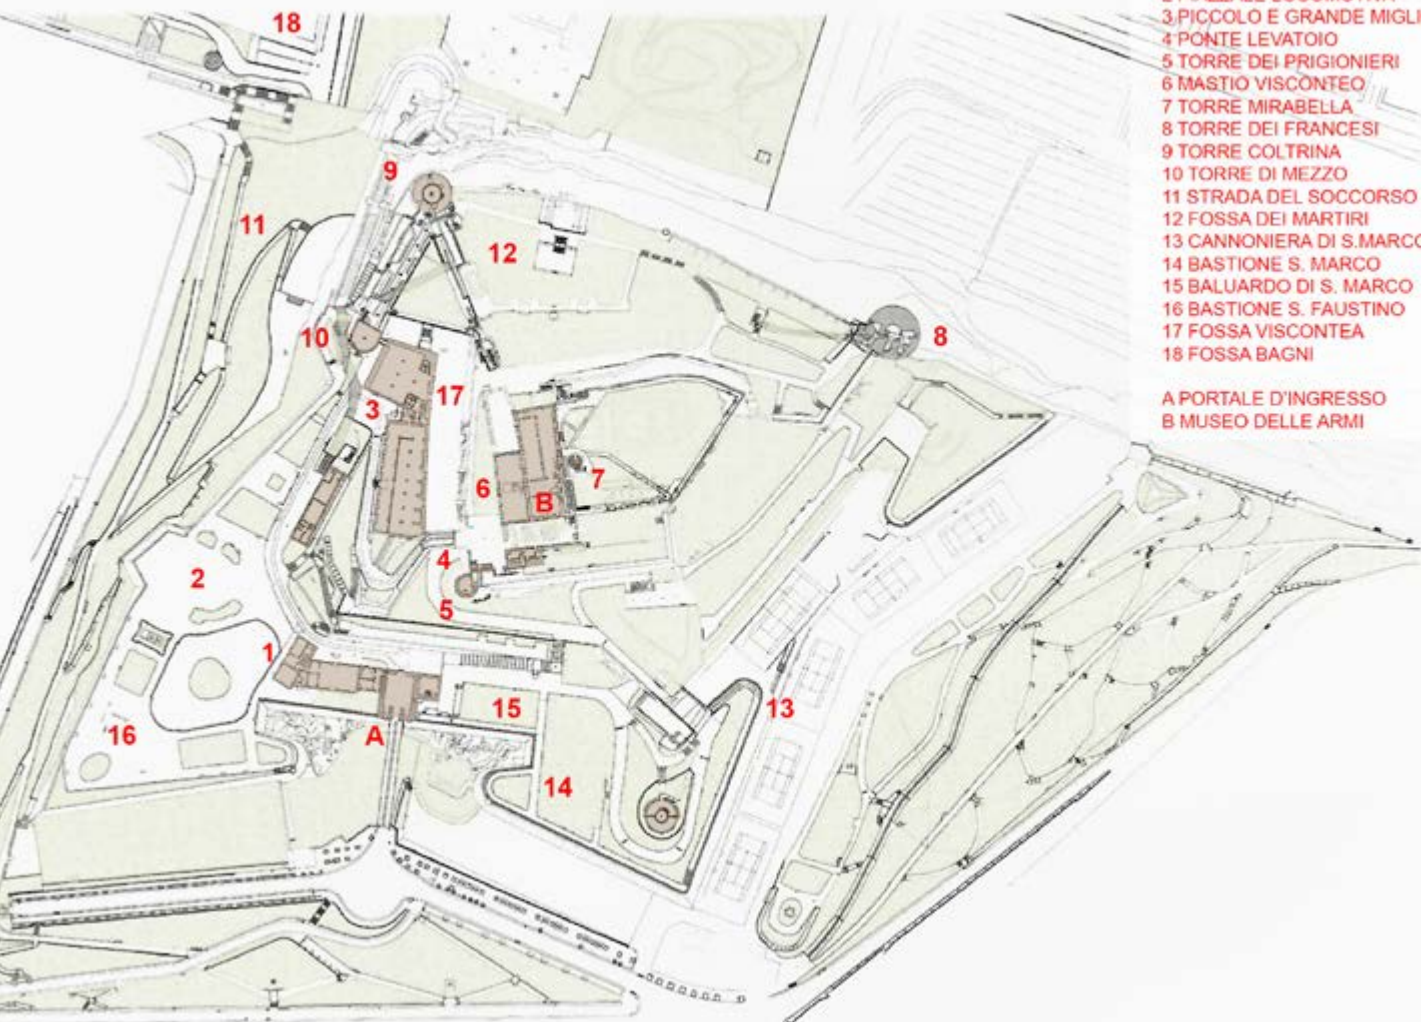 18
3 PICCOLO E GRANDE MIGLI
4 PONTE LEVATOIO
5 TORRE DEI PRIGIONIERI
6 MASTIO VISCONTEO
7 TORRE MIRABELLA
8 TORRE DEI FRANCESI
9 TORRE COLTRINA
10 TORRE DI MEZZO
11 STRADA DEL SOCCORSO
12 FOSSA DEI MARTIRI
13 CANNONIERA DI S.MARCO
14 BASTIONE S. MARCO
15 BALUARDO DI S. MARCO
16 BASTIONE S. FAUSTINO
17 FOSSA VISCONTEA
18 FOSSA BAGNI
A PORTALE D'INGRESSO
B MUSEO DELLE ARMI
9
11
12
10
8
17
3
7
6
B
4
2
5
1
15
13
16
A
14